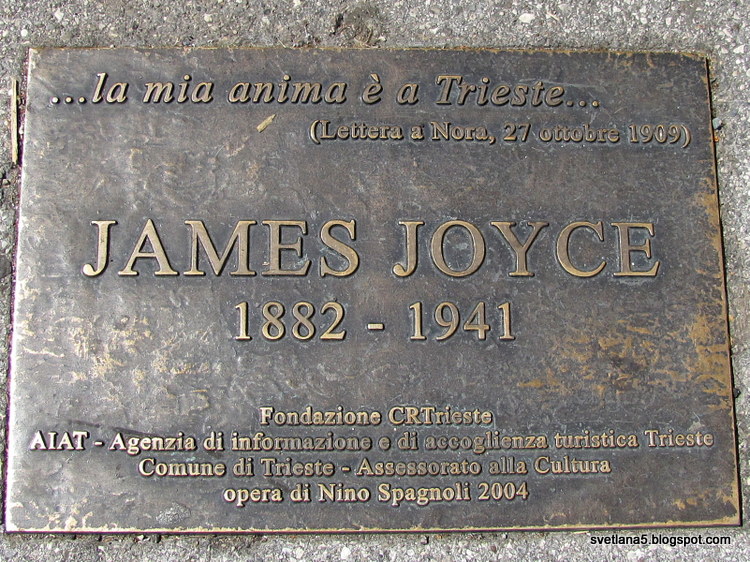 ...la mia anima è a Trieste...
(Lettera a Nora, 27 ottobre 1909)
JAMES JOYCE
1882 - 1941
Fondazione CRTrieste
AIAT - Agenzia di informazione e di accoglienza turistica Trieste
Comune di Trieste - Assessorato alla Cultura
opera di Nino Spagnoli 2004
svetlana5.blogspot.com